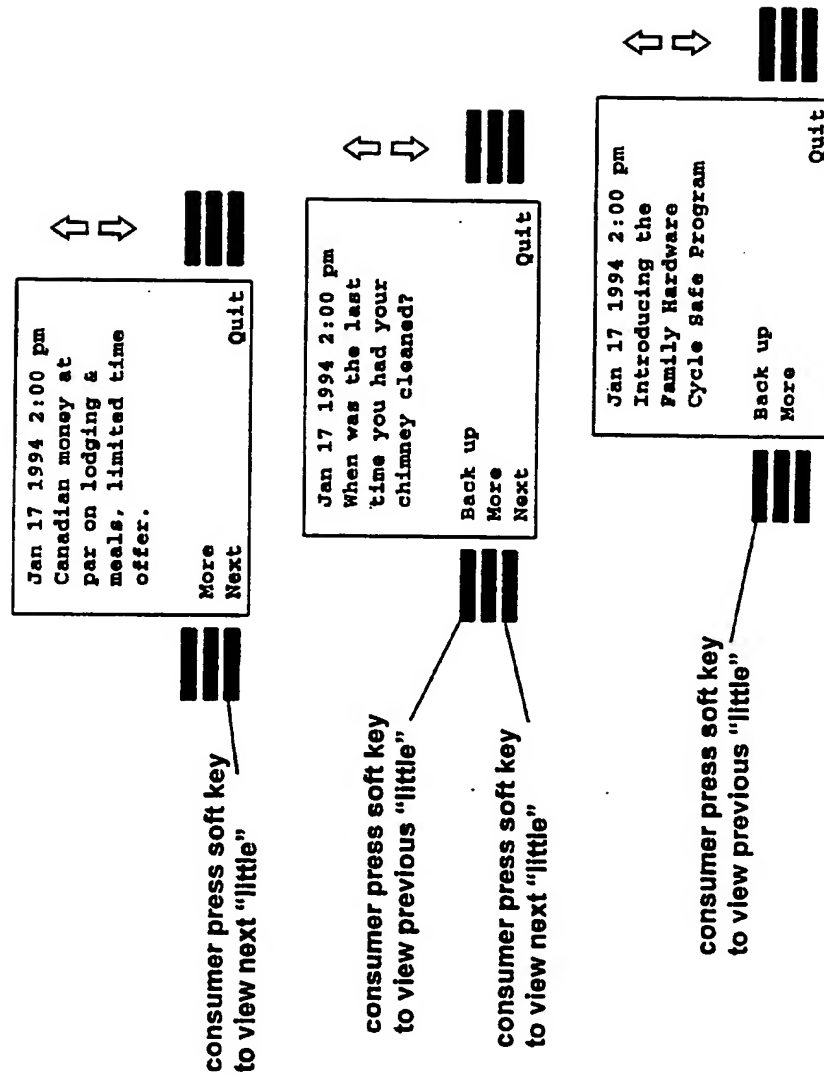 Jan 17 1994 2:00 pm
Canadian money at
par on lodging &
meals, limited time
offer.
More
Next
Quit
consumer press soft key
to view next "little"
Jan 17 1994 2:00 pm
When was the last
time you had your
chimney cleaned?
Back up
More
Next
Quit
consumer press soft key
to view previous "little"
consumer press soft key
to view next "little"
Jan 17 1994 2:00 pm
Introducing the
Family Hardware
Cycle Safe Program
Back up
More
Quit
consumer press soft key
to view previous "little"